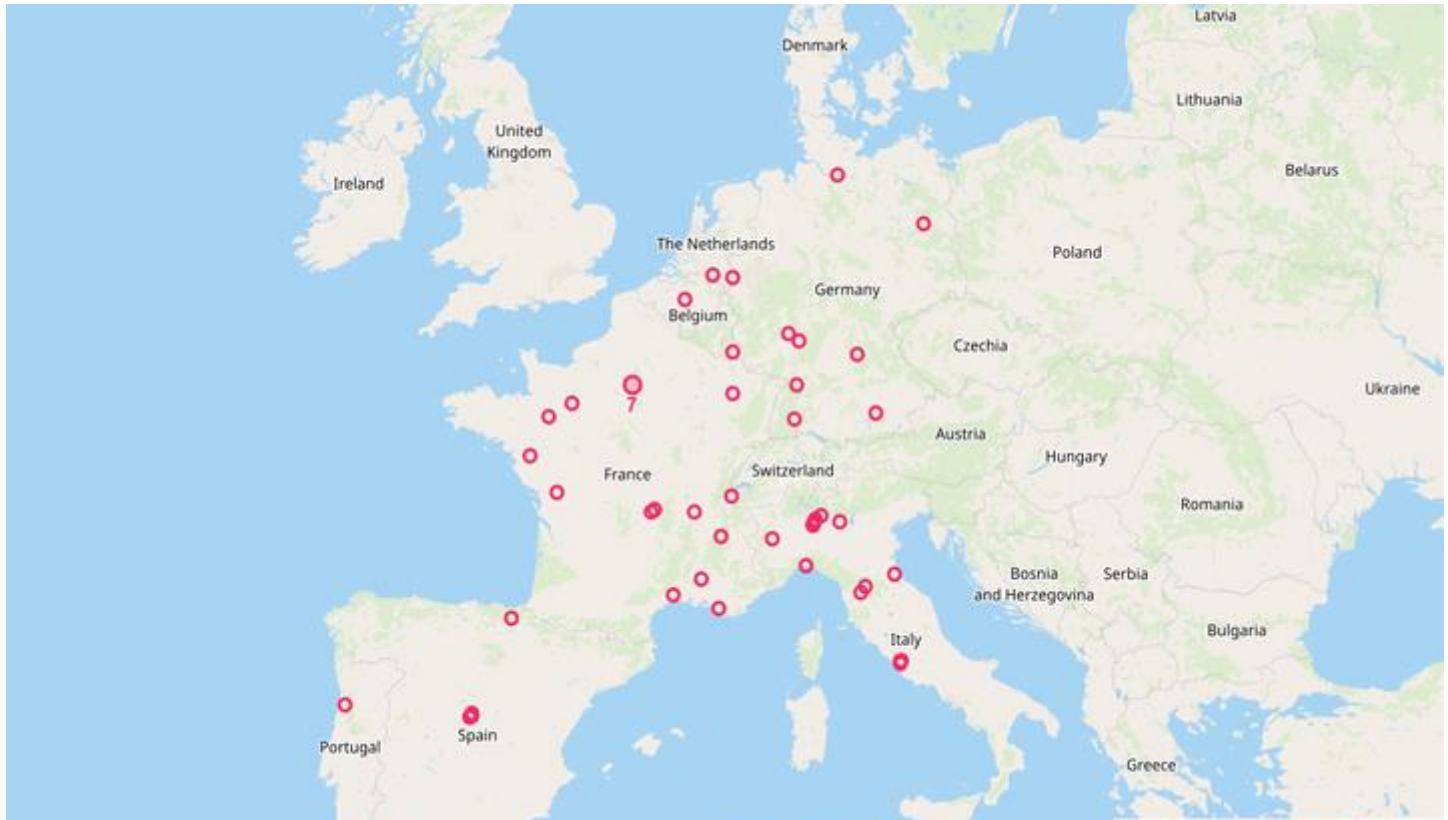 Latvia
Denmark
Lithuania
United
Kingdom
Belarus
Ireland
The Netherlands
Poland
Germany
Belgium
Czechia
Ukraine
7
Austria
Hungary
Switzerland
France
Romania
Bosnia
and Herzegovina
Serbia
Bulgaria
Italy
Spain
Portugal
Greece